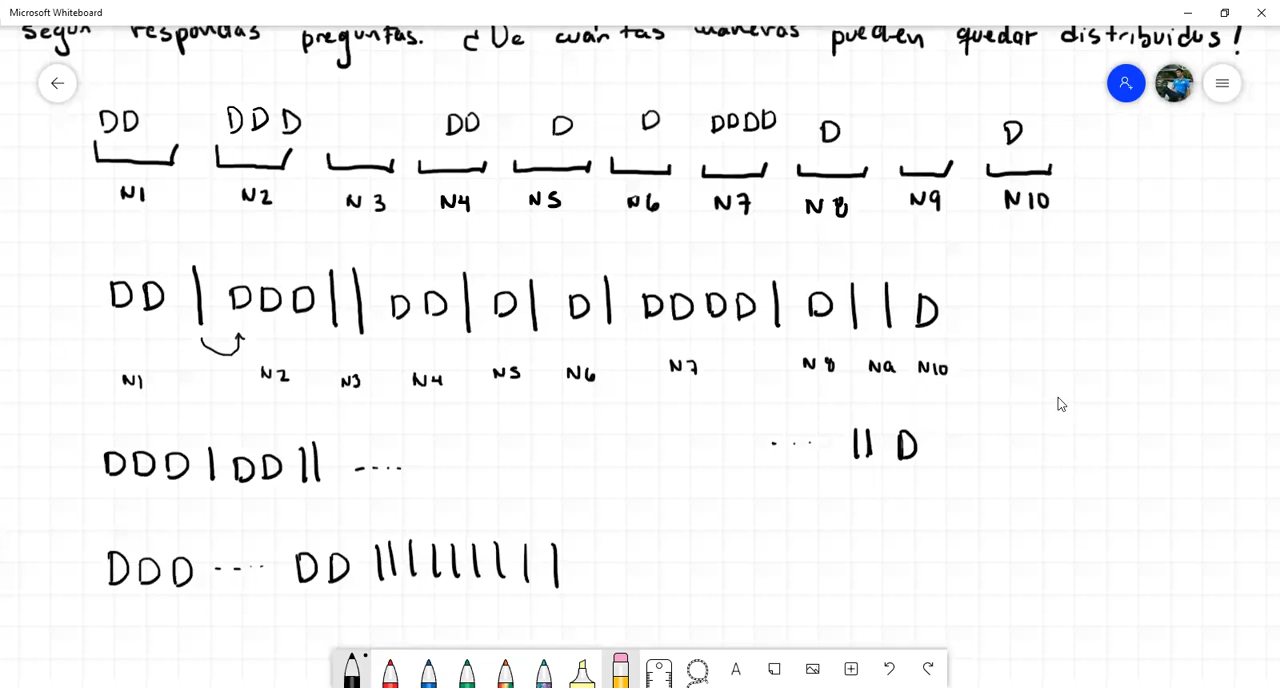 Microsoft Whiteboard
según respondas preguntas. ¿De cuántas maneras pueden quedar distribuidos?
DD DDD DD D D DDDD D D
N1 N2 N3 N4 N5 N6 N7 N8 N9 N10
DD | DDD || DD | D | D | DDDD | D | | D
N1 N2 N3 N4 N5 N6 N7 N8 N9 N10
DDD | DD || .... ... || D
DDD .... DD |||||||||
A